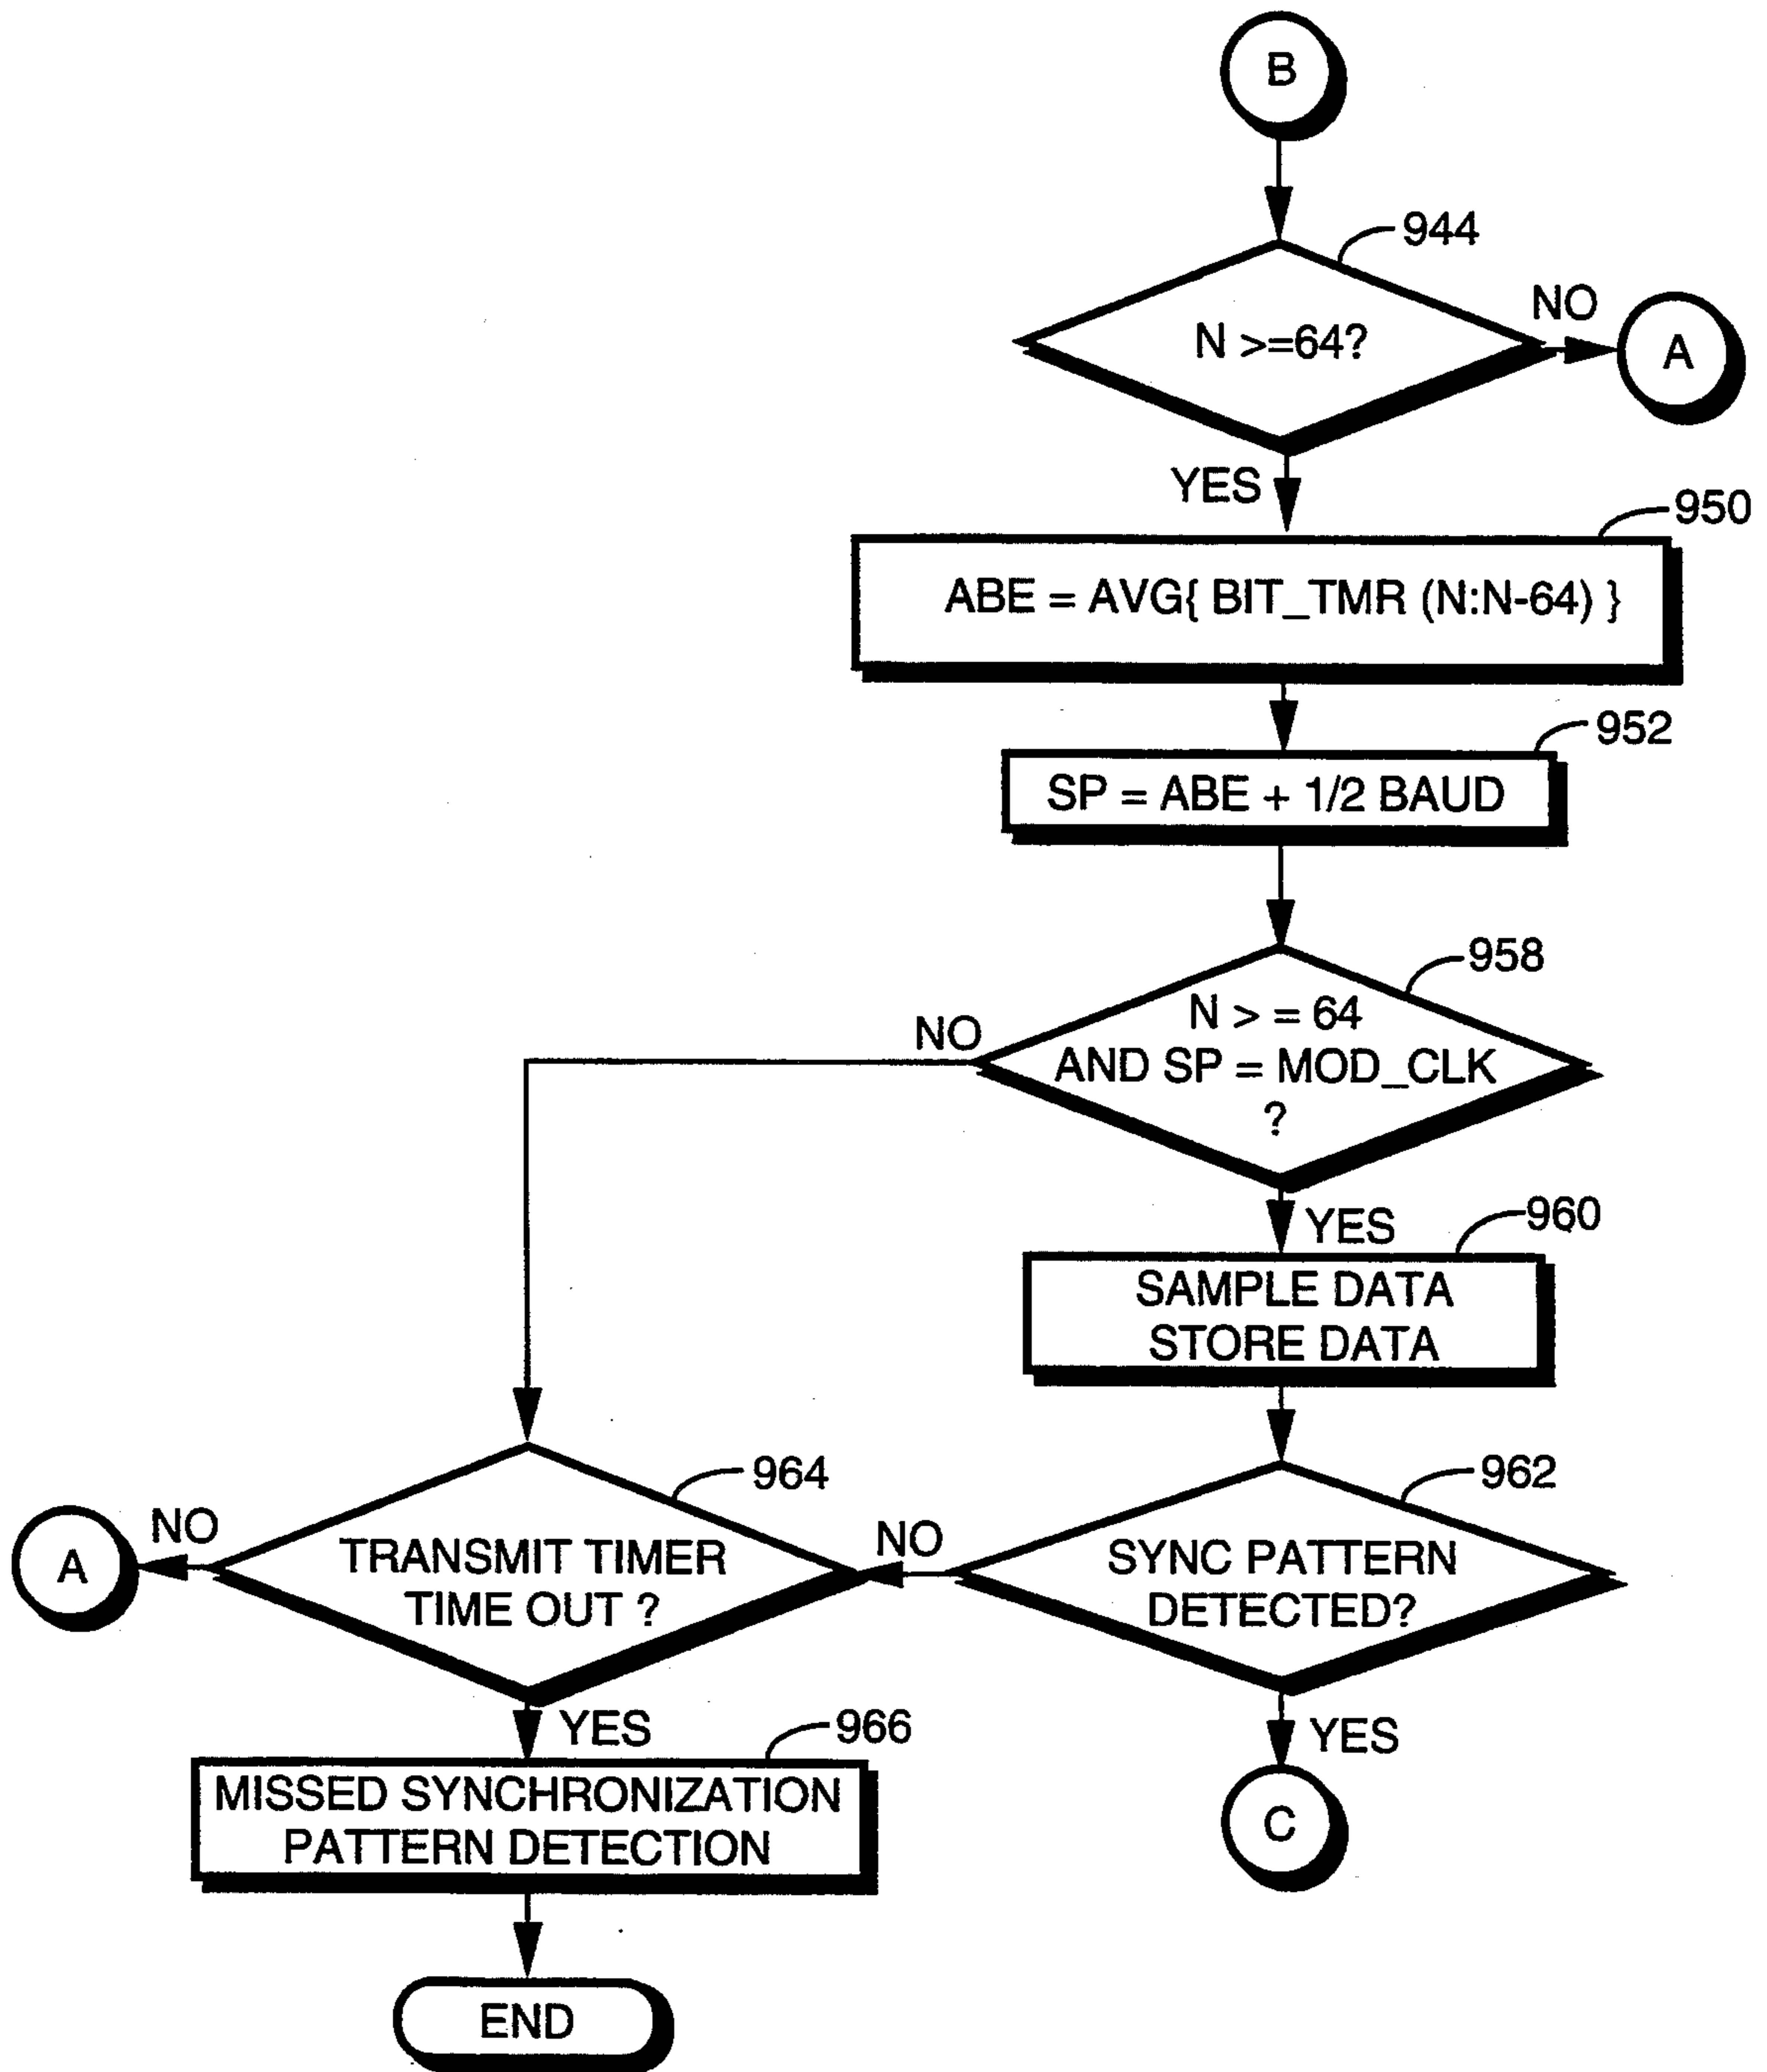 B
944
N >=64?
NO
A
YES
950
ABE = AVG{ BIT_TMR (N:N-64) }
952
SP = ABE + 1/2 BAUD
958
N > = 64
AND SP = MOD_CLK
?
NO
YES
960
SAMPLE DATA
STORE DATA
962
SYNC PATTERN
DETECTED?
NO
964
TRANSMIT TIMER
TIME OUT ?
NO
A
YES
966
MISSED SYNCHRONIZATION
PATTERN DETECTION
YES
C
END